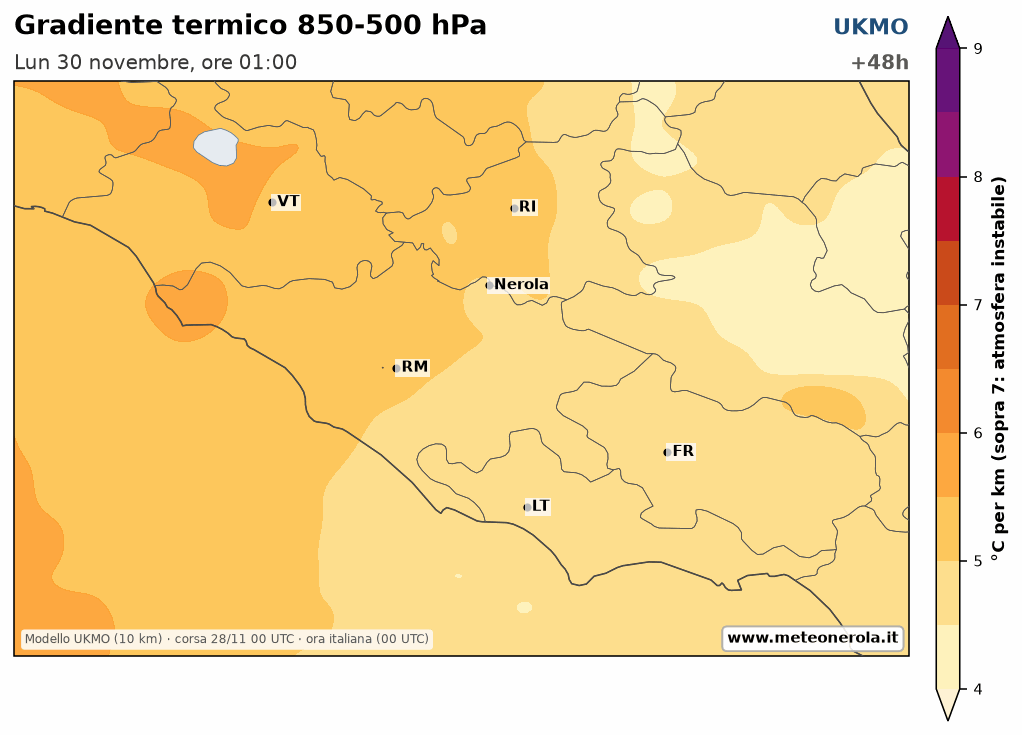 Gradiente termico 850-500 hPa
UKMO
Lun 30 novembre, ore 01:00
+48h
VT
RI
Nerola
RM
FR
LT
Modello UKMO (10 km) · corsa 28/11 00 UTC · ora italiana (00 UTC)
www.meteonerola.it
9
8
7
6
5
4
°C per km (sopra 7: atmosfera instabile)